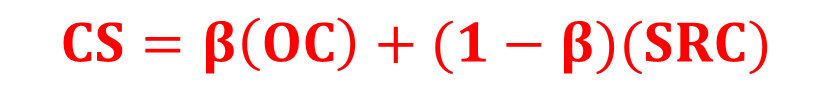 CS = β(OC) + (1 − β)(SRC)